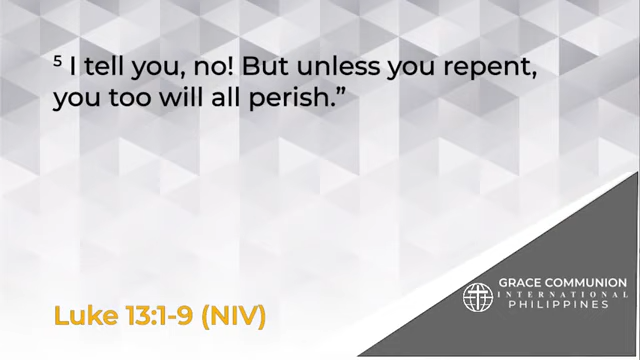 ⁵ I tell you, no! But unless you repent,
you too will all perish.”
Luke 13:1-9 (NIV)
GRACE COMMUNION
INTERNATIONAL
PHILIPPINES